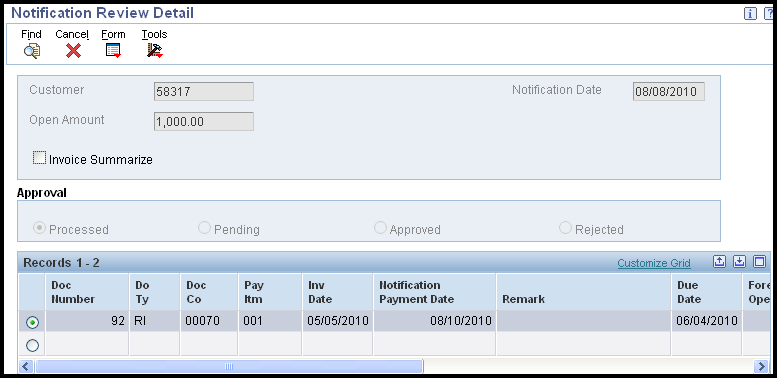 Notification Review Detail
Find Cancel Form Tools
Customer 58317 Notification Date 08/08/2010
Open Amount 1,000.00
Invoice Summarize
Approval
Processed Pending Approved Rejected
Records 1 - 2 Customize Grid
Doc Number Do Ty Doc Co Pay Itm Inv Date Notification Payment Date Remark Due Date Fore Ope
92 RI 00070 001 05/05/2010 08/10/2010 06/04/2010